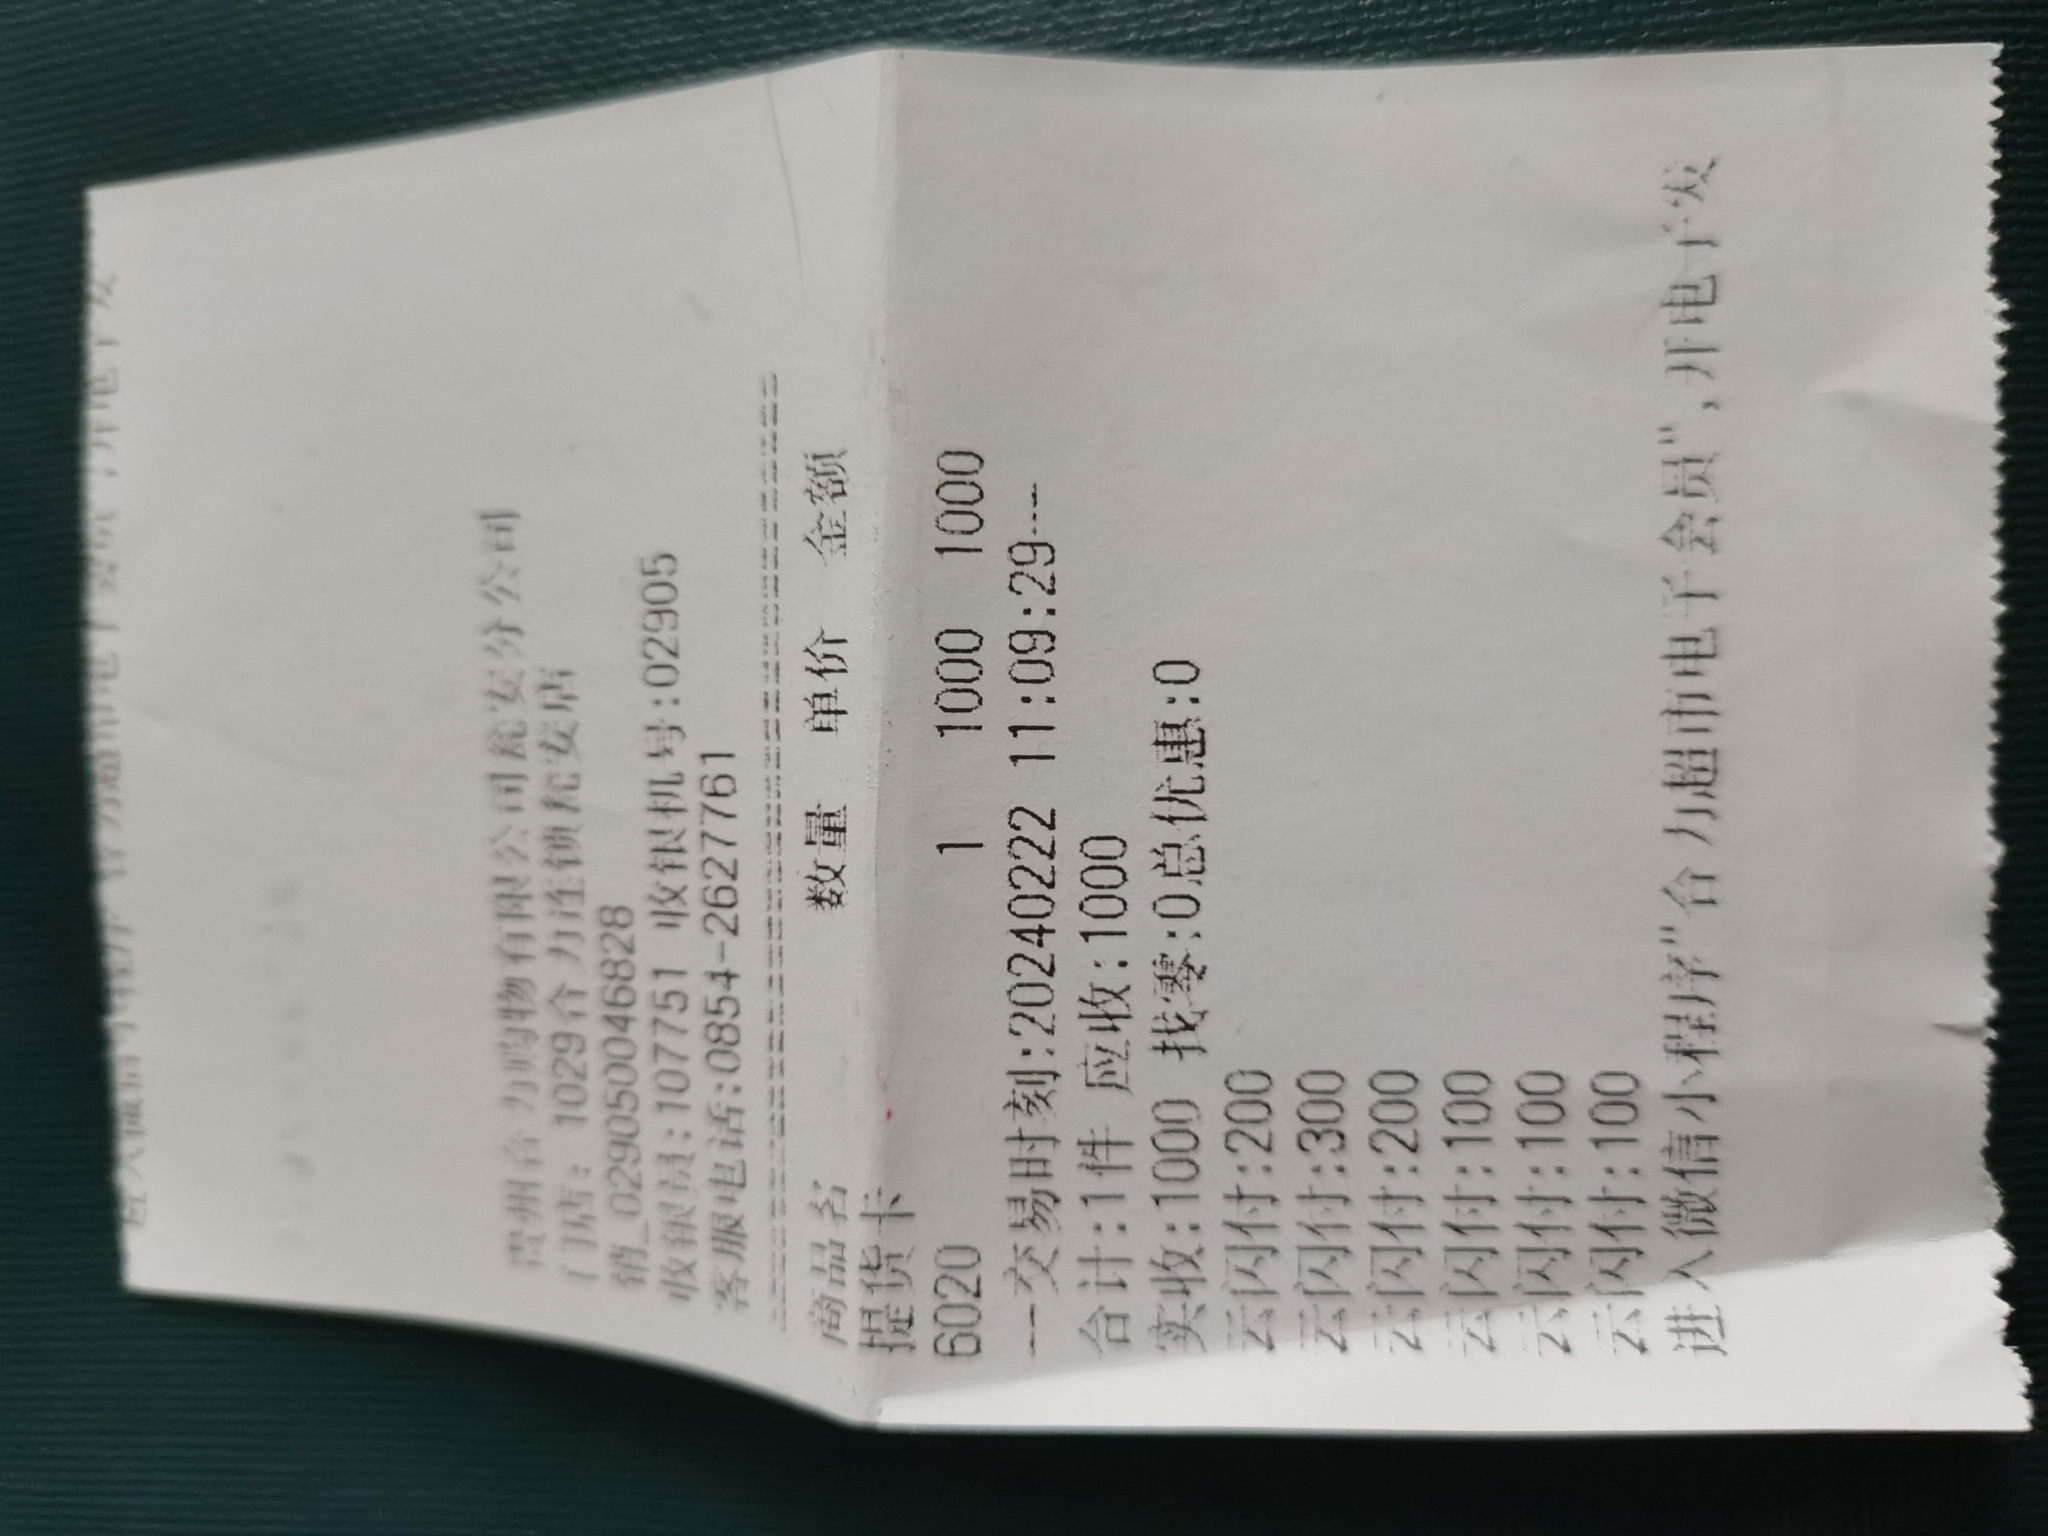 贵州合力购物有限公司瓮安分公司
门店: 1029合力连锁瓮安店
销_0290500046828
收银员:107751 收银机号:02905
客服电话:0854-2627761
商品名 数量 单价 金额
提货卡
6020 1 1000 1000
---交易时刻:20240222 11:09:29---
合计:1件 应收:1000
实收:1000 找零:0总优惠:0
云闪付:200
云闪付:300
云闪付:200
云闪付:100
云闪付:100
云闪付:100
进入微信小程序"合力超市电子会员",开电子发